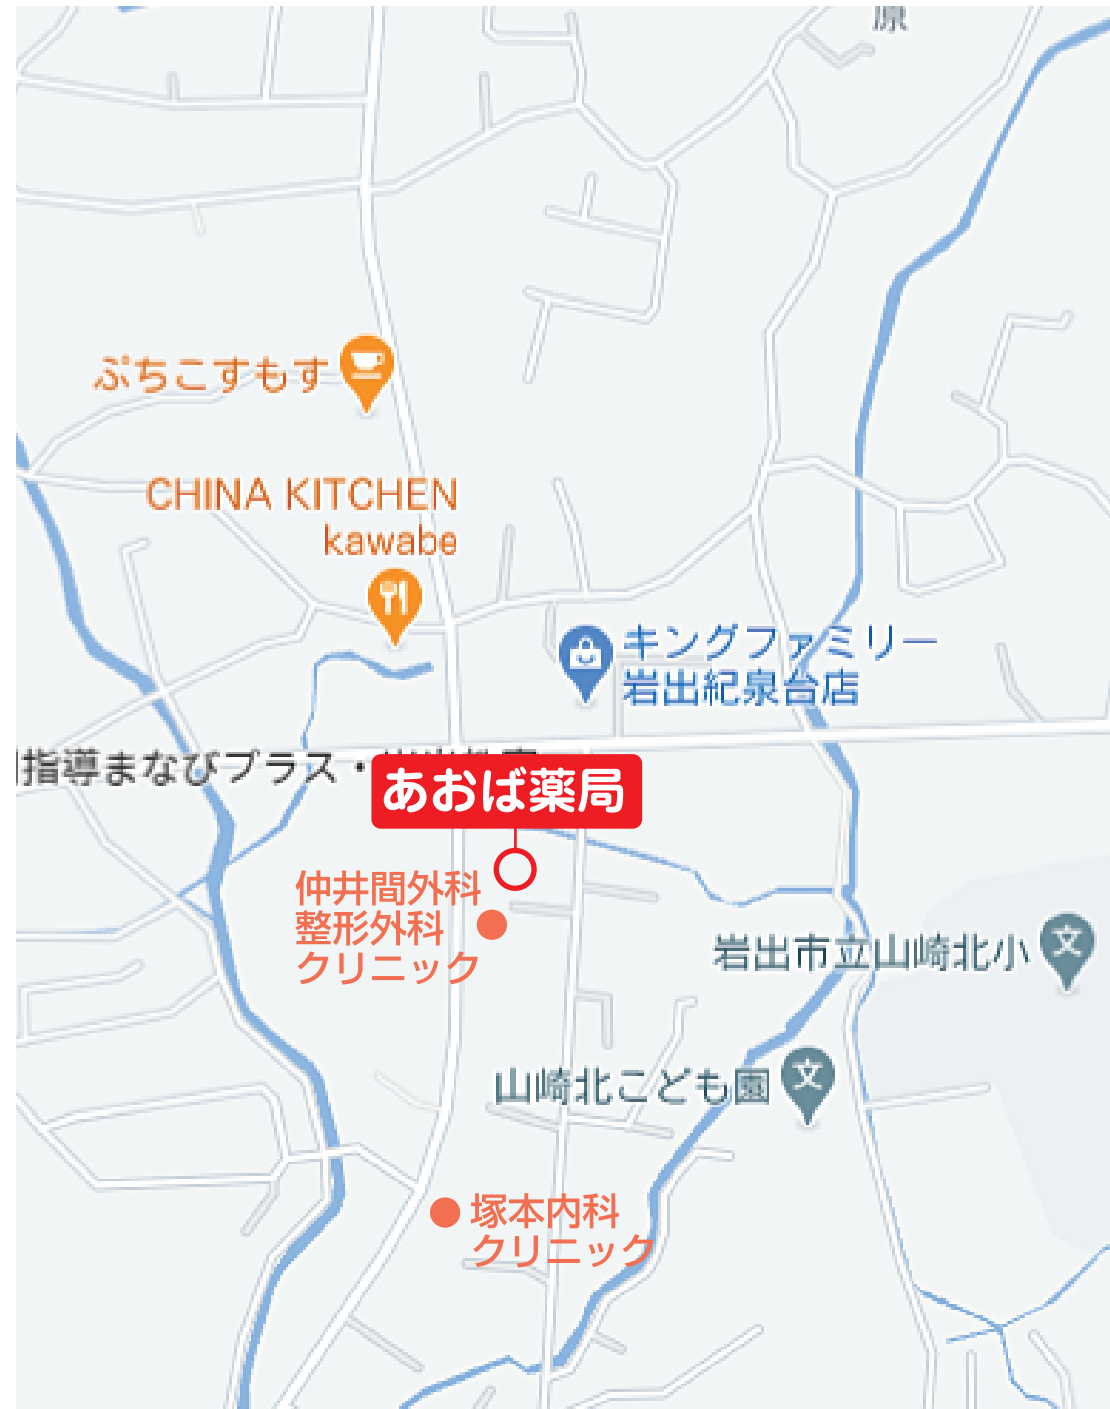 原
ぷちこすもす
CHINA KITCHEN
kawabe
キングファミリー
岩出紀泉台店
指導まなびプラス・
あおば薬局
仲井間外科
整形外科
クリニック
岩出市立山崎北小
山崎北こども園
塚本内科
クリニック